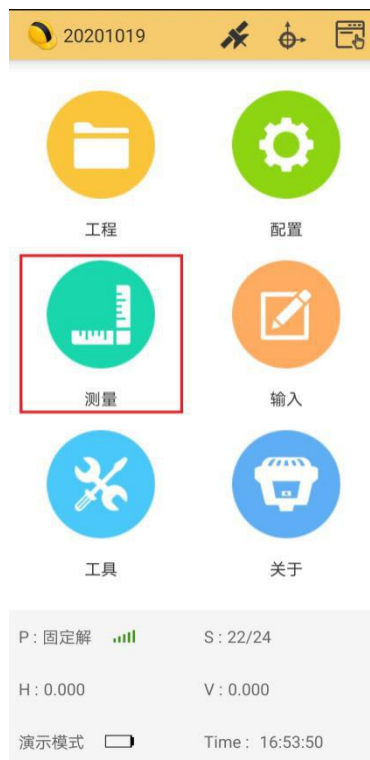 20201019
工程 配置
测量 输入
工具 关于
P : 固定解 S : 22/24
H : 0.000 V : 0.000
演示模式 Time : 16:53:50